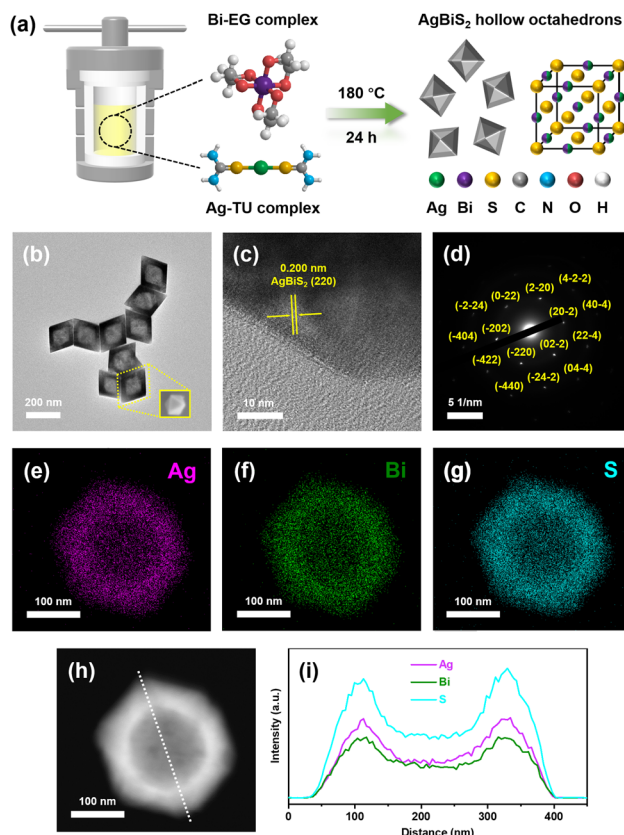 (a)
Bi-EG complex
AgBiS2 hollow octahedrons
180 °C
24 h
Ag-TU complex
Ag Bi S C N O H
(b)
200 nm
(c)
0.200 nm
AgBiS2 (220)
10 nm
(d)
(4-2-2)
(2-20)
(0-22)
(-2-24)
(40-4)
(20-2)
(-202)
(-404)
(22-4)
(02-2)
(-220)
(-422)
(04-4)
(-24-2)
(-440)
5 1/nm
(e)
Ag
100 nm
(f)
Bi
100 nm
(g)
S
100 nm
(h)
100 nm
(i)
Ag
Bi
S
Intensity (a.u.)
0 100 200 300 400
Distance (nm)